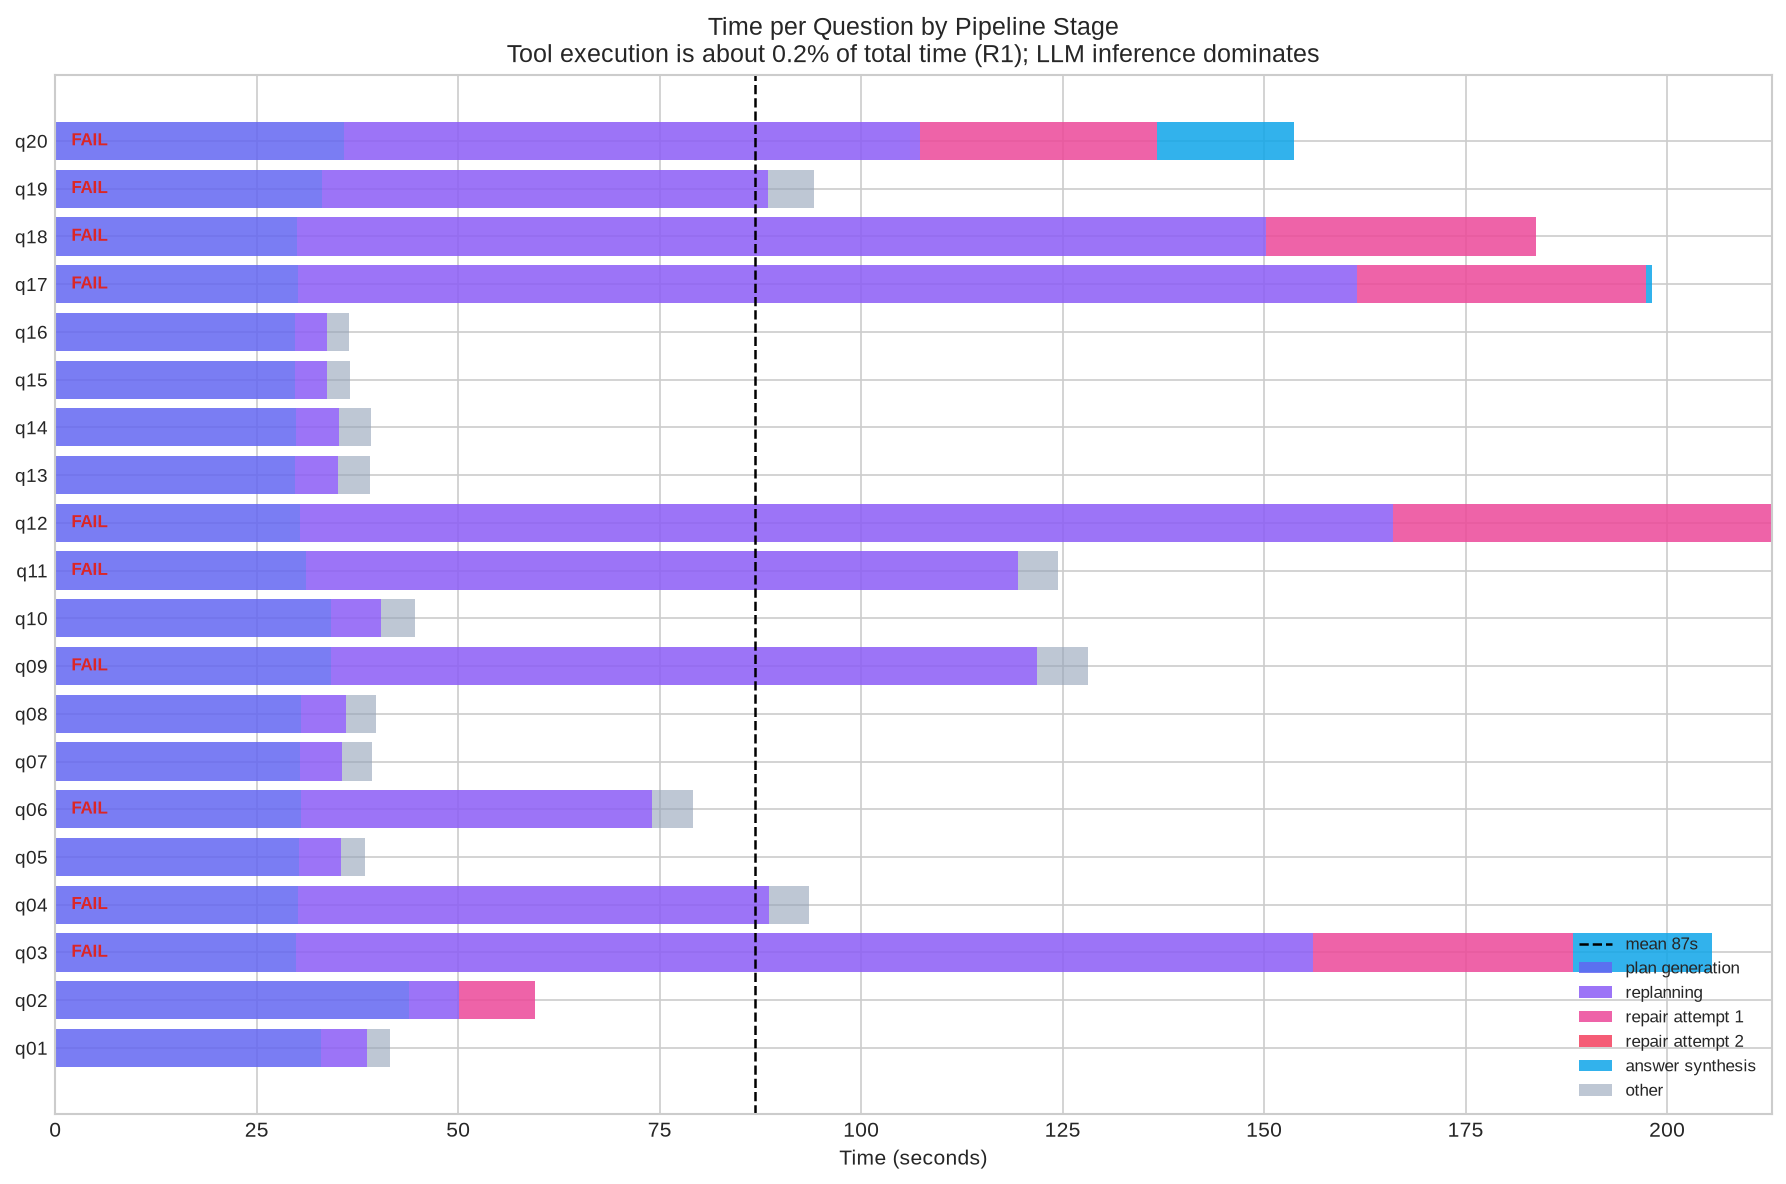 Time per Question by Pipeline Stage
Tool execution is about 0.2% of total time (R1); LLM inference dominates
q20 FAIL
q19 FAIL
q18 FAIL
q17 FAIL
q16
q15
q14
q13
q12 FAIL
q11 FAIL
q10
q09 FAIL
q08
q07
q06 FAIL
q05
q04 FAIL
q03 FAIL
q02
q01
mean 87s
plan generation
replanning
repair attempt 1
repair attempt 2
answer synthesis
other
0 25 50 75 100 125 150 175 200
Time (seconds)